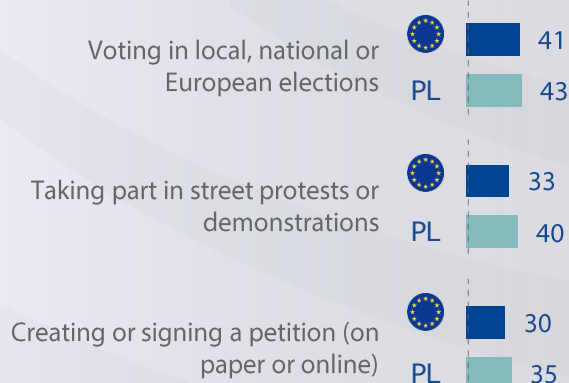 Voting in local, national or
European elections
41
PL 43
Taking part in street protests or
demonstrations
33
PL 40
Creating or signing a petition (on
paper or online)
30
PL 35